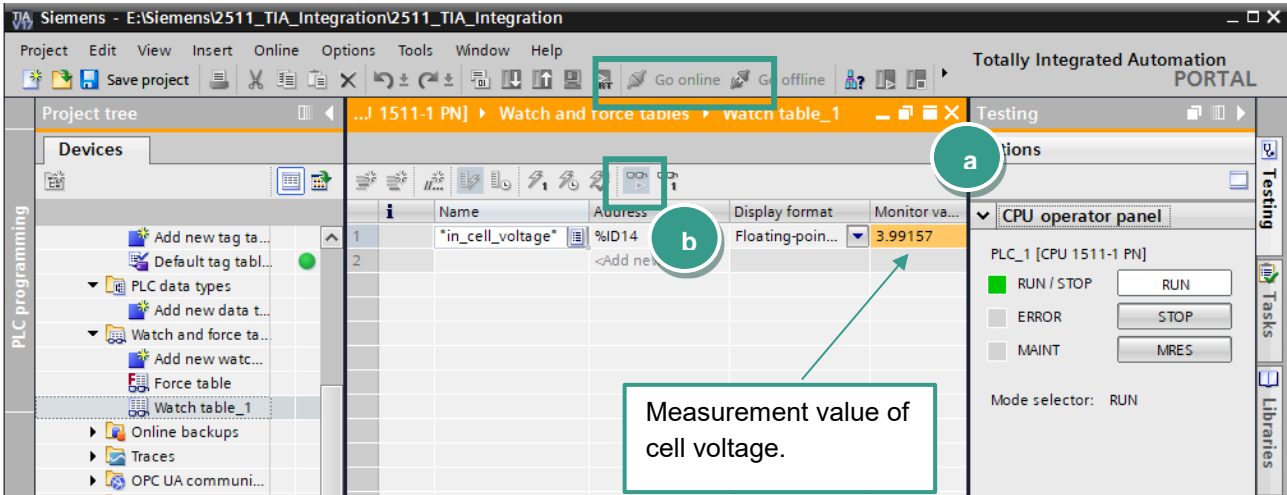 Siemens - E:\Siemens\2511_TIA_Integration\2511_TIA_Integration
Project Edit View Insert Online Options Tools Window Help
Totally Integrated Automation
PORTAL
Save project Go online Go offline
Project tree
...J 1511-1 PN] Watch and force tables Watch_table_1
Testing
Devices
a
i Name Address Display format Monitor va...
1 "in_cell_voltage" %ID14 Floating-poin... 3.99157
2 <Add new
b
Add new tag ta...
Default tag tabl...
PLC data types
Add new data t...
Watch and force ta...
Add new watc...
Force table
Watch table_1
Online backups
Traces
OPC UA communi...
PLC programming
Measurement value of
cell voltage.
CPU operator panel
PLC_1 [CPU 1511-1 PN]
RUN / STOP RUN
ERROR STOP
MAINT MRES
Mode selector: RUN
Testing
Tasks
Libraries